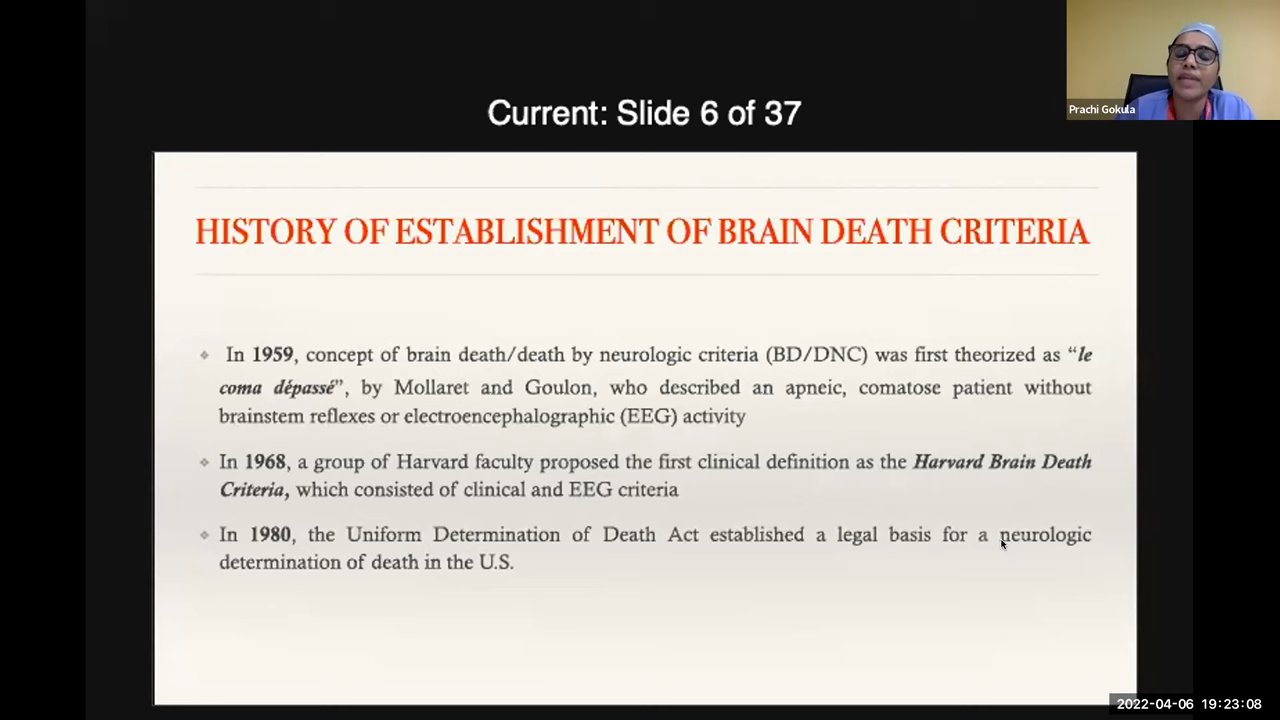 Prachi Gokula
Current: Slide 6 of 37
HISTORY OF ESTABLISHMENT OF BRAIN DEATH CRITERIA
In 1959, concept of brain death/death by neurologic criteria (BD/DNC) was first theorized as “le
coma dépassé”, by Mollaret and Goulon, who described an apneic, comatose patient without
brainstem reflexes or electroencephalographic (EEG) activity
In 1968, a group of Harvard faculty proposed the first clinical definition as the Harvard Brain Death
Criteria, which consisted of clinical and EEG criteria
In 1980, the Uniform Determination of Death Act established a legal basis for a neurologic
determination of death in the U.S.
2022-04-06 19:23:08